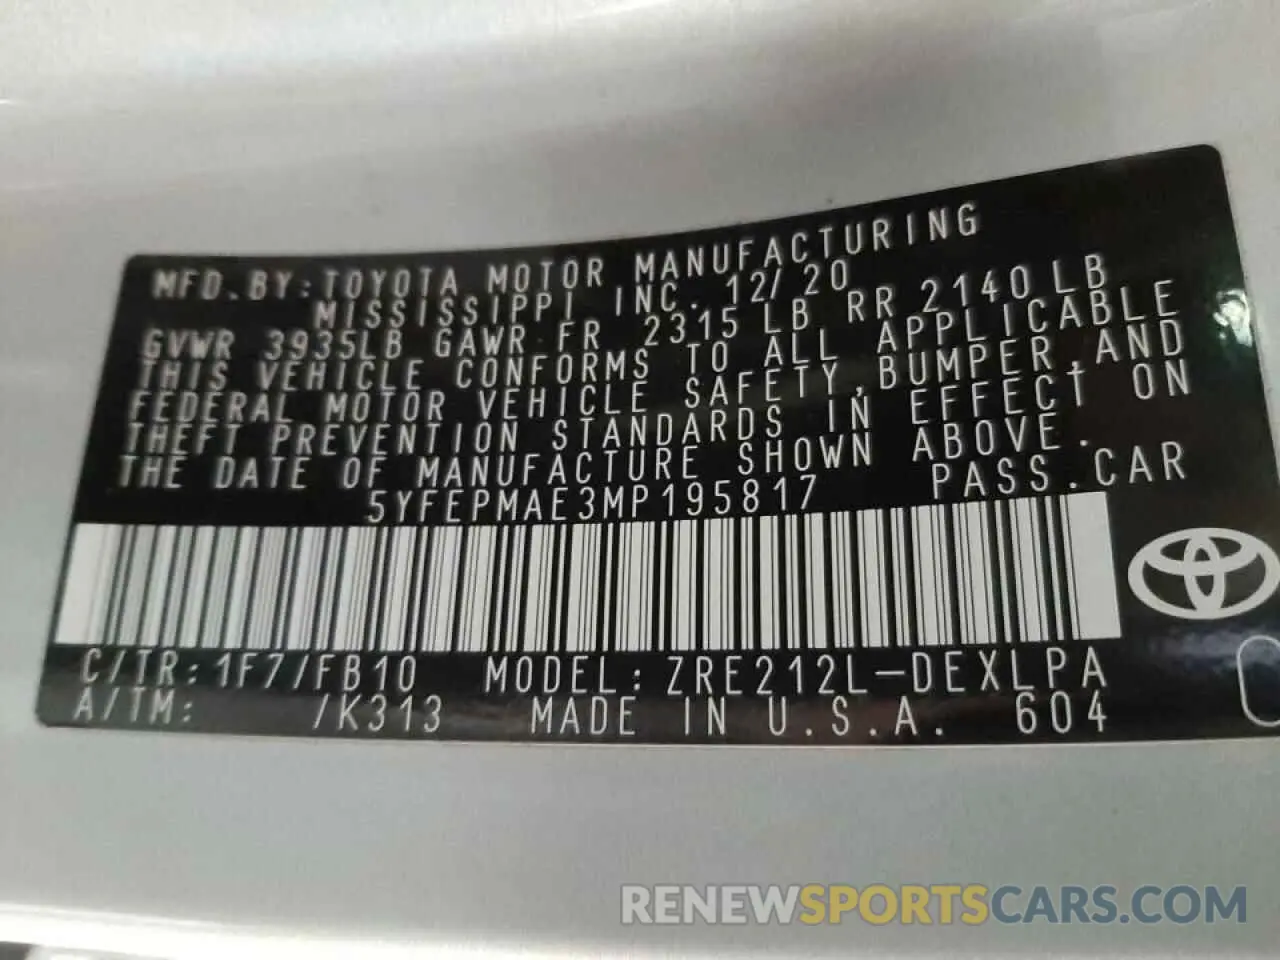 MFD.BY:TOYOTA MOTOR MANUFACTURING
MISSISSIPPI INC. 12/20
GVWR 3935LB GAWR FR 2315 LB RR 2140 LB
THIS VEHICLE CONFORMS TO ALL APPLICABLE
FEDERAL MOTOR VEHICLE SAFETY,BUMPER,AND
THEFT PREVENTION STANDARDS IN EFFECT ON
THE DATE OF MANUFACTURE SHOWN ABOVE.
5YFEPMAE3MP195817 PASS.CAR
C/TR:1F7/FB10 MODEL:ZRE212L-DEXLPA
A/TM: /K313 MADE IN U.S.A. 604
RENEWSPORTSCARS.COM